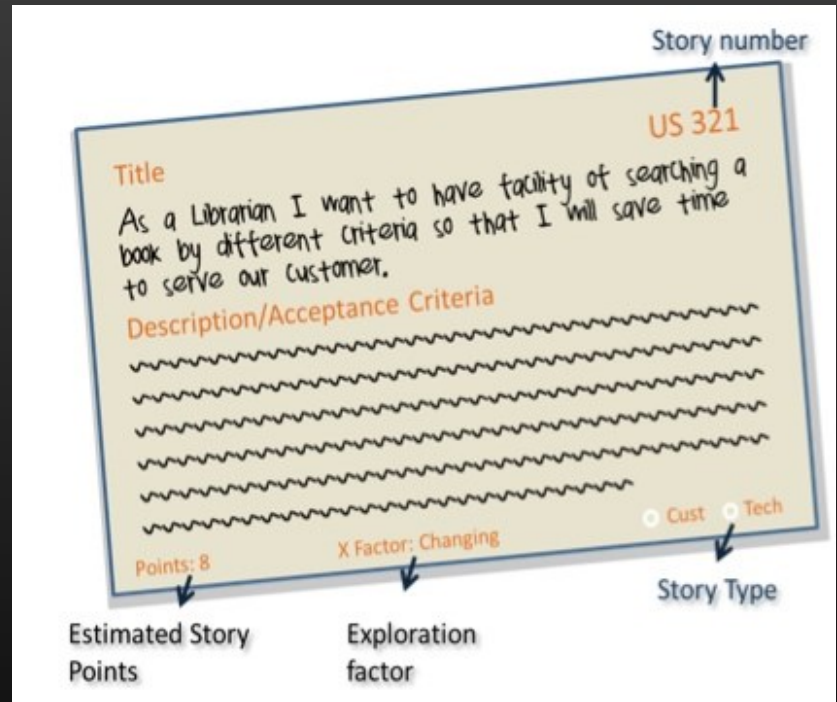 Story number
US 321
Title
As a Librarian I want to have facility of searching a
book by different criteria so that I will save time
to serve our customer.
Description/Acceptance Criteria
Cust Tech
Points: 8 X Factor: Changing
Story Type
Estimated Story Exploration
Points factor